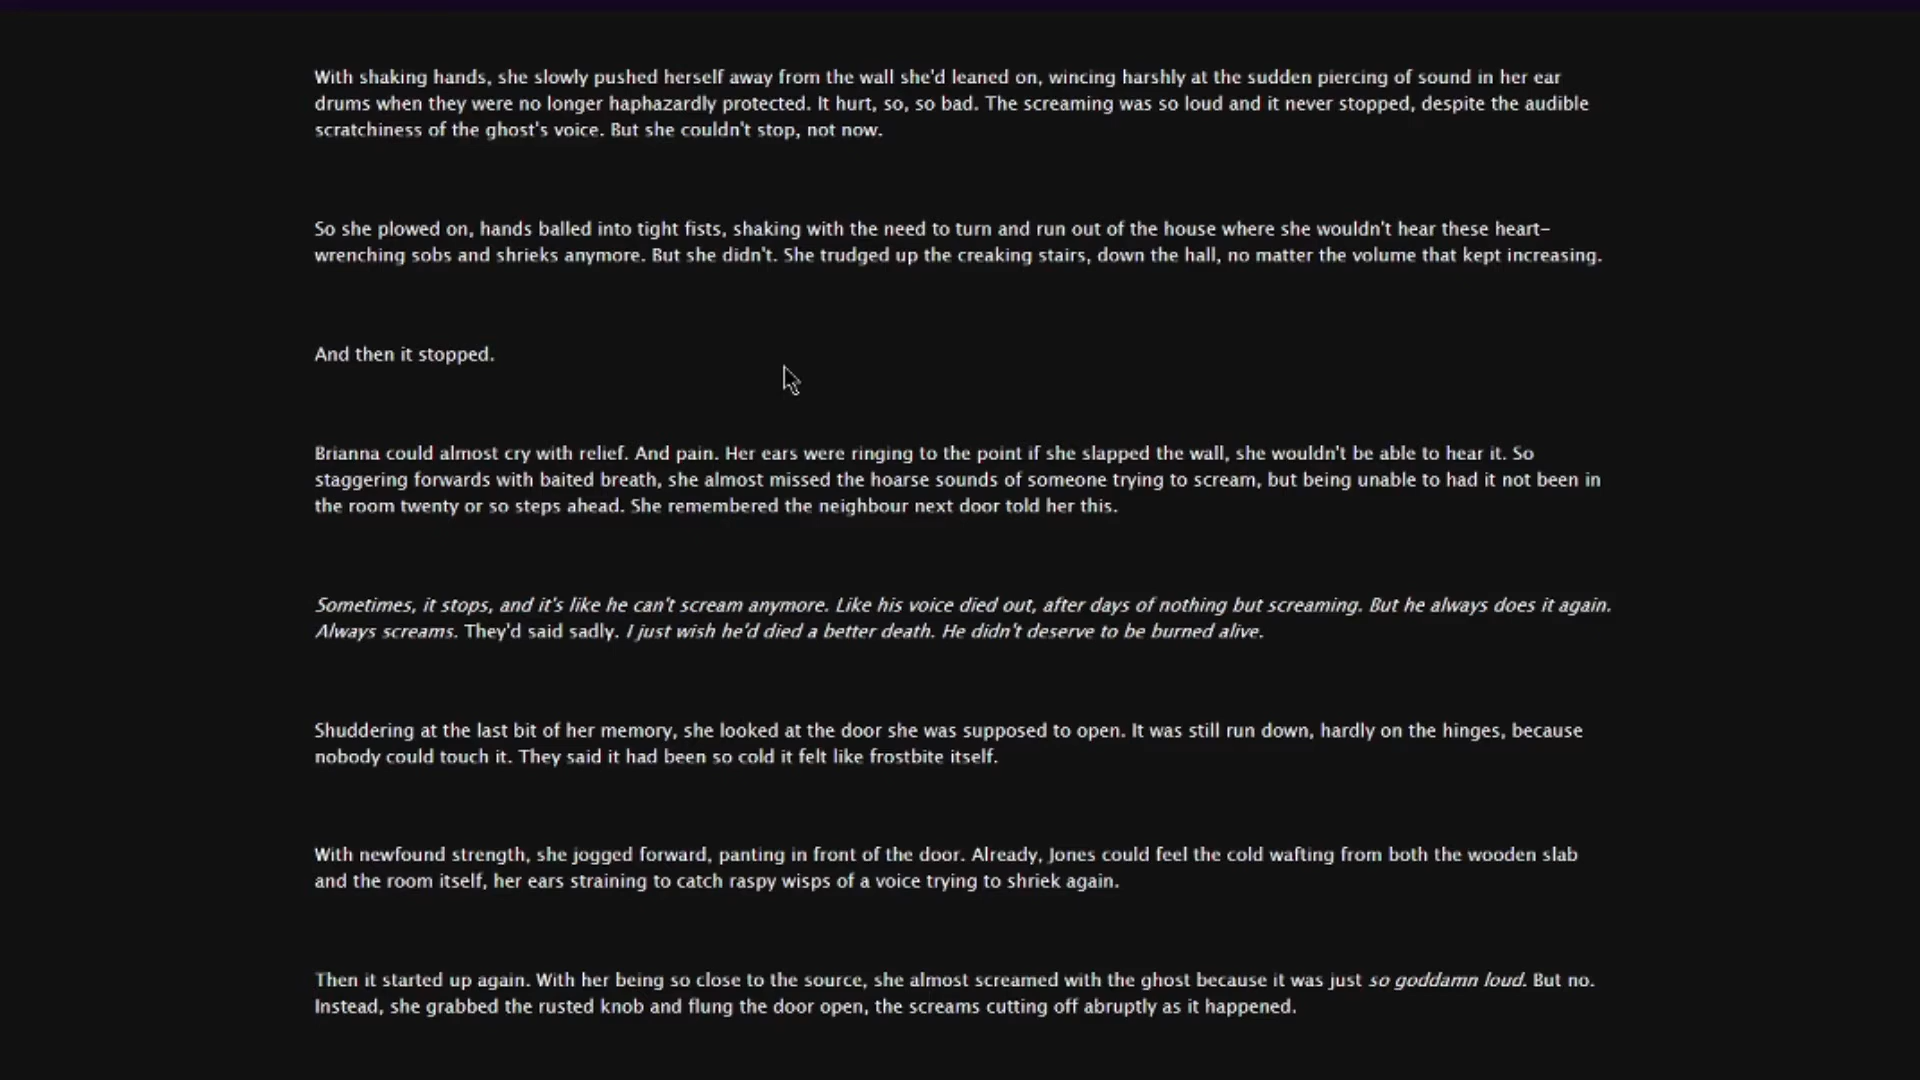 With shaking hands, she slowly pushed herself away from the wall she'd leaned on, wincing harshly at the sudden piercing of sound in her ear
drums when they were no longer haphazardly protected. It hurt, so, so bad. The screaming was so loud and it never stopped, despite the audible
scratchiness of the ghost's voice. But she couldn't stop, not now.
So she plowed on, hands balled into tight fists, shaking with the need to turn and run out of the house where she wouldn't hear these heart-
wrenching sobs and shrieks anymore. But she didn't. She trudged up the creaking stairs, down the hall, no matter the volume that kept increasing.
And then it stopped.
Brianna could almost cry with relief. And pain. Her ears were ringing to the point if she slapped the wall, she wouldn't be able to hear it. So
staggering forwards with baited breath, she almost missed the hoarse sounds of someone trying to scream, but being unable to had it not been in
the room twenty or so steps ahead. She remembered the neighbour next door told her this.
Sometimes, it stops, and it's like he can't scream anymore. Like his voice died out, after days of nothing but screaming. But he always does it again.
Always screams. They'd said sadly. I just wish he'd died a better death. He didn't deserve to be burned alive.
Shuddering at the last bit of her memory, she looked at the door she was supposed to open. It was still run down, hardly on the hinges, because
nobody could touch it. They said it had been so cold it felt like frostbite itself.
With newfound strength, she jogged forward, panting in front of the door. Already, Jones could feel the cold wafting from both the wooden slab
and the room itself, her ears straining to catch raspy wisps of a voice trying to shriek again.
Then it started up again. With her being so close to the source, she almost screamed with the ghost because it was just so goddamn loud. But no.
Instead, she grabbed the rusted knob and flung the door open, the screams cutting off abruptly as it happened.